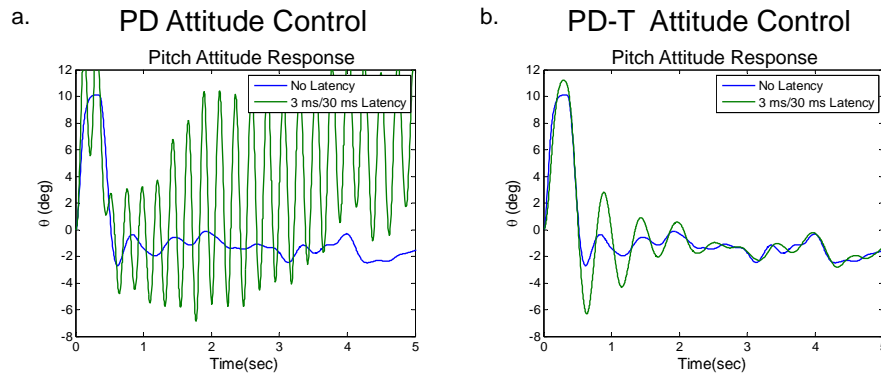 a.
PD Attitude Control
Pitch Attitude Response
12
10
8
6
4
2
0
-2
-4
-6
-8
θ (deg)
No Latency
3 ms/30 ms Latency
0 1 2 3 4 5
Time(sec)
b.
PD-T Attitude Control
Pitch Attitude Response
12
10
8
6
4
2
0
-2
-4
-6
-8
θ (deg)
No Latency
3 ms/30 ms Latency
0 1 2 3 4 5
Time(sec)